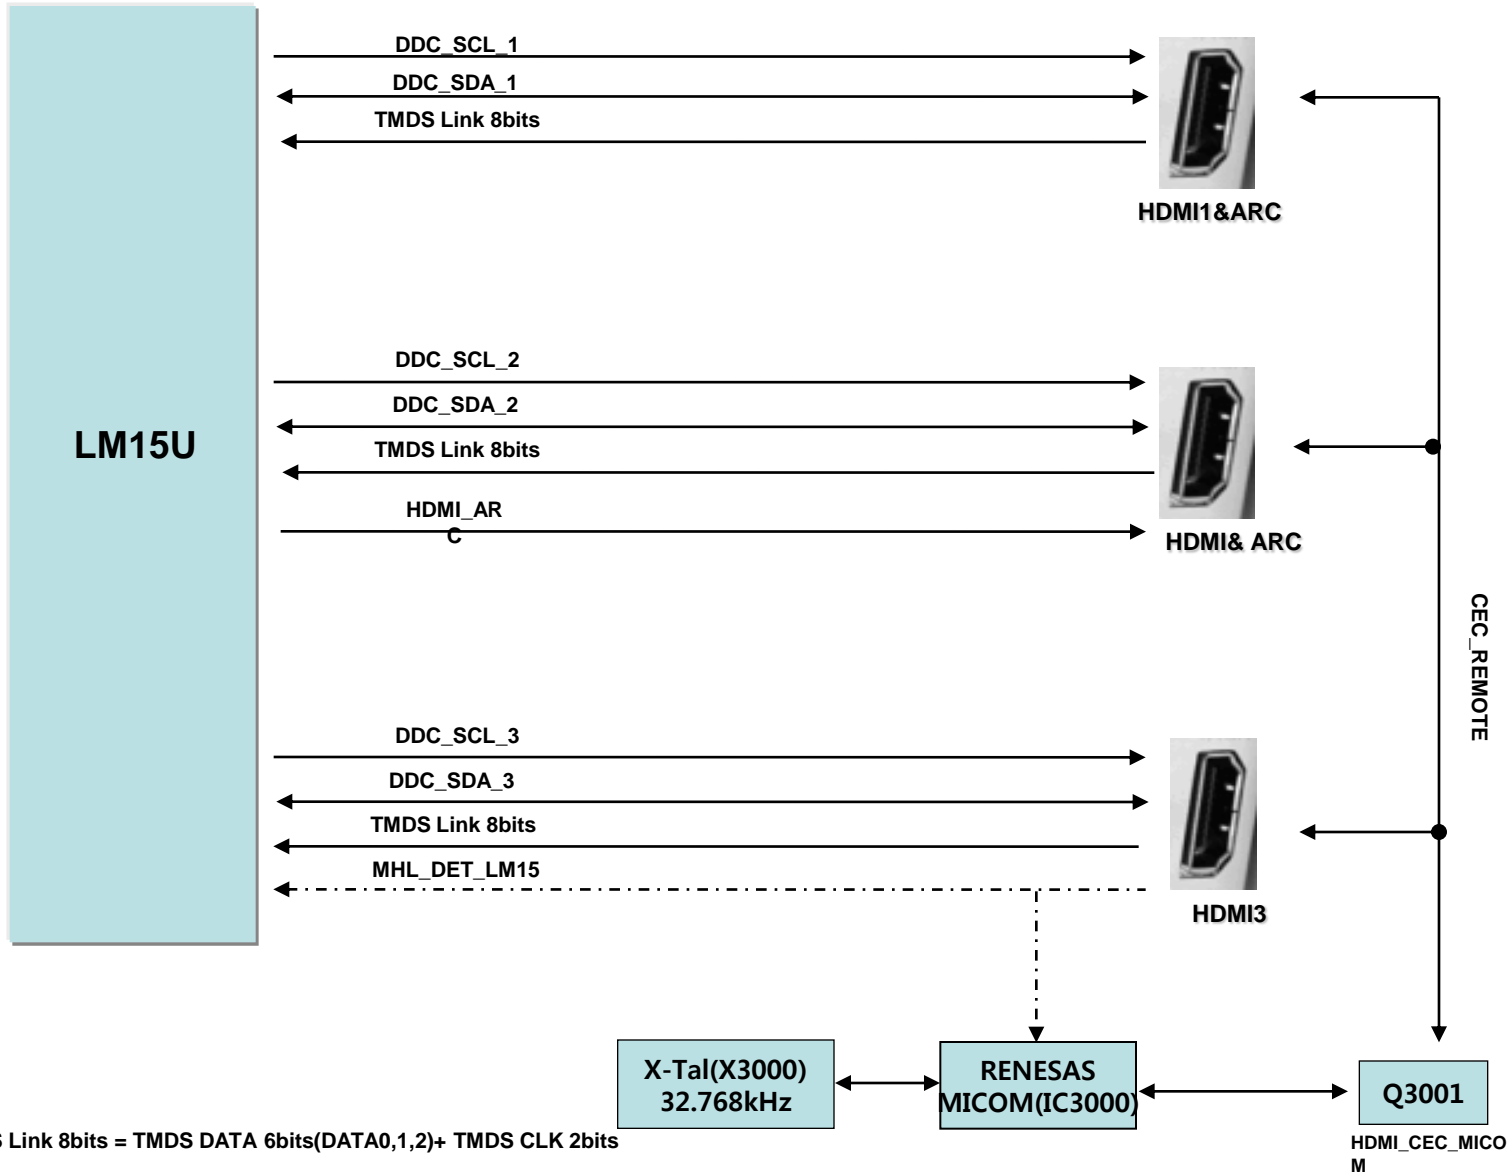 DDC_SCL_1
DDC_SDA_1
TMDS Link 8bits
HDMI1&ARC
DDC_SCL_2
DDC_SDA_2
TMDS Link 8bits
LM15U
HDMI_AR
C
HDMI& ARC
CEC_REMOTE
DDC_SCL_3
DDC_SDA_3
TMDS Link 8bits
MHL_DET_LM15
HDMI3
X-Tal(X3000)
32.768kHz
RENESAS
MICOM(IC3000)
Q3001
Link 8bits = TMDS DATA 6bits(DATA0,1,2)+ TMDS CLK 2bits
HDMI_CEC_MICO
M